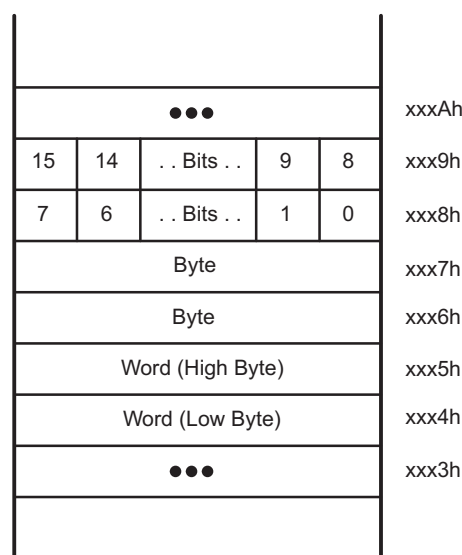 ●●● xxxAh
15 14 . . Bits . . 9 8 xxx9h
7 6 . . Bits . . 1 0 xxx8h
Byte xxx7h
Byte xxx6h
Word (High Byte) xxx5h
Word (Low Byte) xxx4h
●●● xxx3h